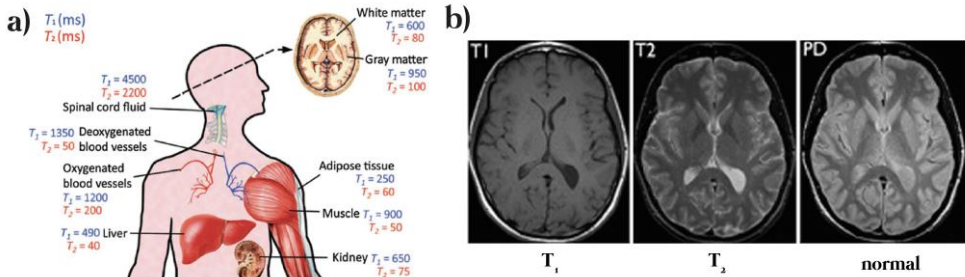 a)
T₁ (ms)
T₂ (ms)
White matter
T₁ = 600
T₂ = 80
Gray matter
T₁ = 950
T₂ = 100
T₁ = 4500
T₂ = 2200
Spinal cord fluid
T₁ = 1350 Deoxygenated
T₂ = 50 blood vessels
Oxygenated
blood vessels
T₁ = 1200
T₂ = 200
Adipose tissue
T₁ = 250
T₂ = 60
Muscle T₁ = 900
T₂ = 50
T₁ = 490 Liver
T₂ = 40
Kidney T₁ = 650
T₂ = 75
b)
T1
T2
PD
T₁
T₂
normal